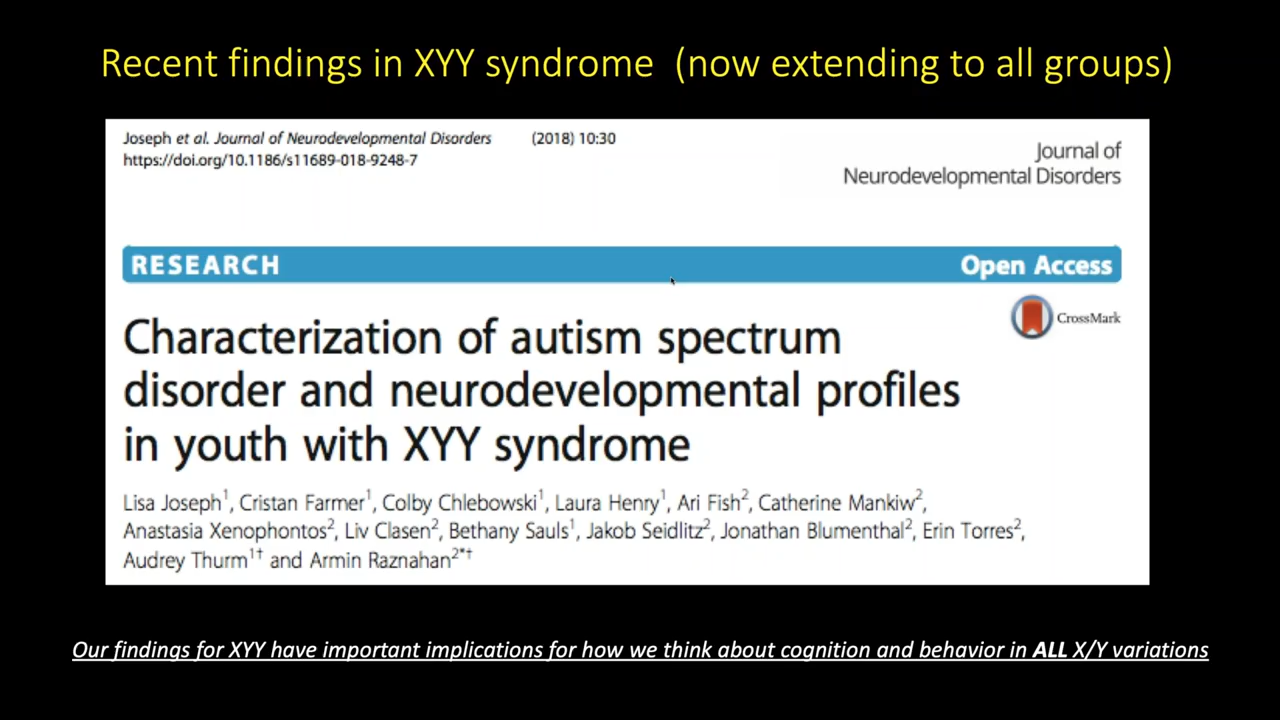 Recent findings in XYY syndrome (now extending to all groups)
Joseph et al. Journal of Neurodevelopmental Disorders (2018) 10:30
https://doi.org/10.1186/s11689-018-9248-7
Journal of
Neurodevelopmental Disorders
RESEARCH Open Access
CrossMark
Characterization of autism spectrum
disorder and neurodevelopmental profiles
in youth with XYY syndrome
Lisa Joseph1, Cristan Farmer1, Colby Chlebowski1, Laura Henry1, Ari Fish2, Catherine Mankiw2,
Anastasia Xenophontos2, Liv Clasen2, Bethany Sauls1, Jakob Seidlitz2, Jonathan Blumenthal2, Erin Torres2,
Audrey Thurm1† and Armin Raznahan2*†
Our findings for XYY have important implications for how we think about cognition and behavior in ALL X/Y variations